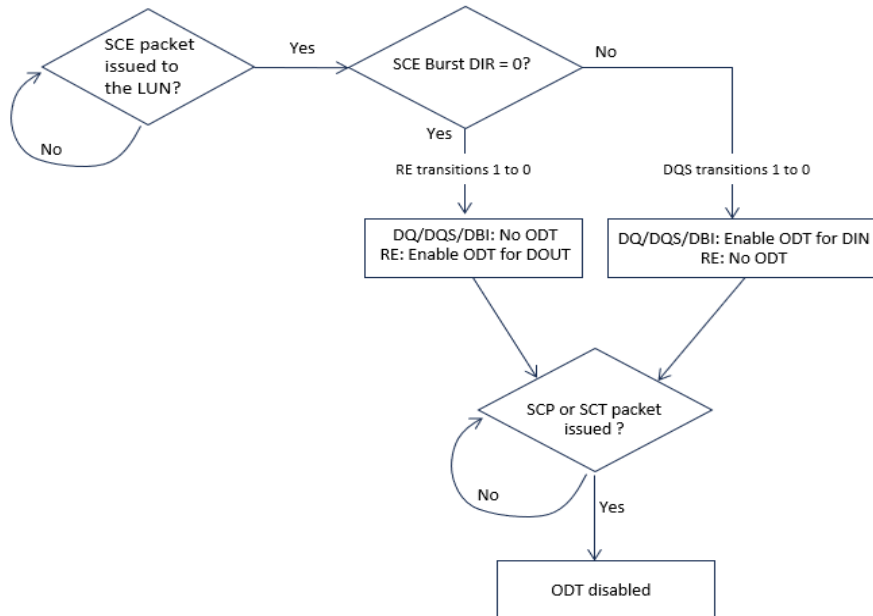 SCE packet
issued to
the LUN?
Yes
No
SCE Burst DIR = 0?
No
Yes
RE transitions 1 to 0
DQS transitions 1 to 0
DQ/DQS/DBI: No ODT
RE: Enable ODT for DOUT
DQ/DQS/DBI: Enable ODT for DIN
RE: No ODT
SCP or SCT packet
issued ?
No
Yes
ODT disabled